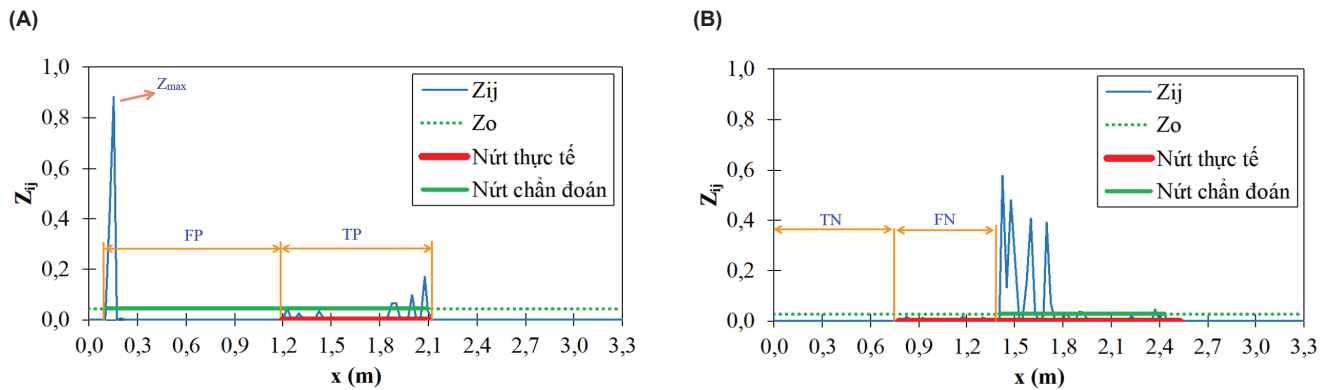 (A)
(B)
1,0
0,8
0,6
0,4
0,2
0,0
Zij
Zmax
Zij
Zo
Nứt thực tế
Nứt chẩn đoán
FP
TP
0,0 0,3 0,6 0,9 1,2 1,5 1,8 2,1 2,4 2,7 3,0 3,3
x (m)
1,0
0,8
0,6
0,4
0,2
0,0
Zij
Zij
Zo
Nứt thực tế
Nứt chẩn đoán
TN
FN
0,0 0,3 0,6 0,9 1,2 1,5 1,8 2,1 2,4 2,7 3,0 3,3
x (m)